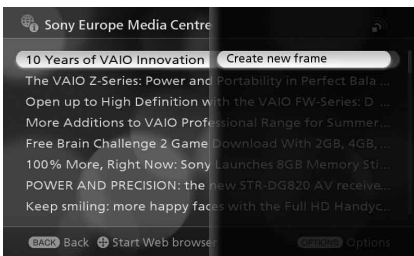 Sony Europe Media Centre
10 Years of VAIO Innovation
Create new frame
The VAIO Z-Series: Power and Portability in Perfect Bala ...
Open up to High Definition with the VAIO FW-Series: D ...
More Additions to VAIO Professional Range for Summer...
Free Brain Challenge 2 Game Download With 2GB, 4GB,...
100% More, Right Now: Sony Launches 8GB Memory Sti...
POWER AND PRECISION: the new STR-DG820 AV receive...
Keep smiling: more happy faces with the Full HD Handyc...
BACK Back Start Web browser OPTIONS Options